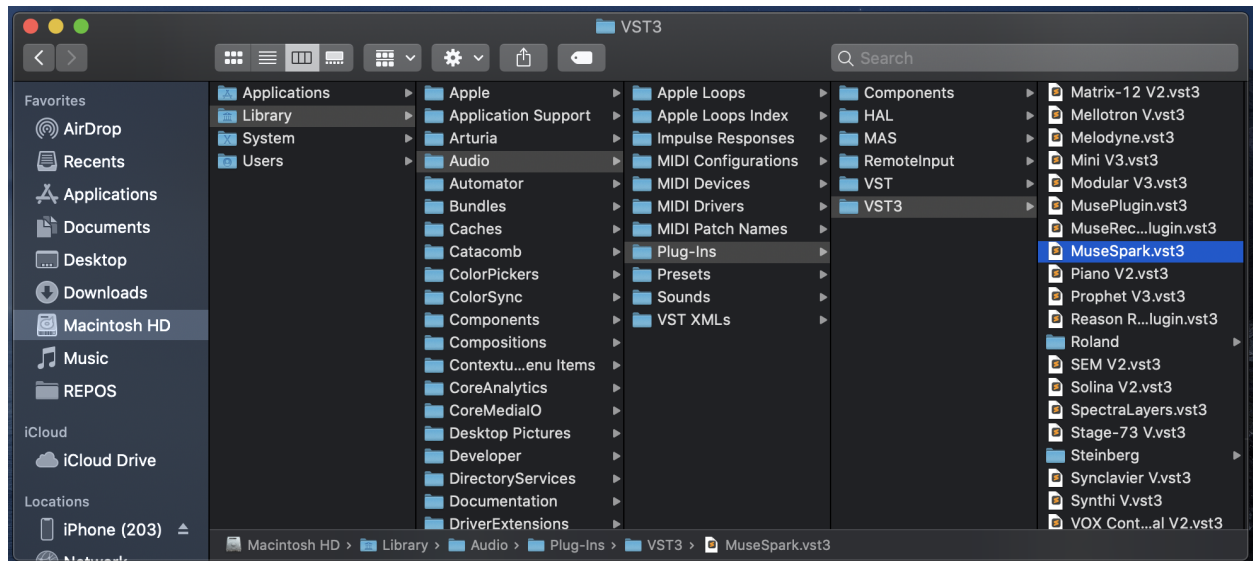 VST3
Search
Favorites
AirDrop
Recents
Applications
Documents
Desktop
Downloads
Macintosh HD
Music
REPOS
iCloud
iCloud Drive
Locations
iPhone (203)
Network
Applications
Library
System
Users
Apple
Application Support
Arturia
Audio
Automator
Bundles
Caches
Catacomb
ColorPickers
ColorSync
Components
Compositions
Contextu...enu Items
CoreAnalytics
CoreMediaIO
Desktop Pictures
Developer
DirectoryServices
Documentation
DriverExtensions
Apple Loops
Apple Loops Index
Impulse Responses
MIDI Configurations
MIDI Devices
MIDI Drivers
MIDI Patch Names
Plug-Ins
Presets
Sounds
VST XMLs
Components
HAL
MAS
RemoteInput
VST
VST3
Matrix-12 V2.vst3
Mellotron V.vst3
Melodyne.vst3
Mini V3.vst3
Modular V3.vst3
MusePlugin.vst3
MuseRec...lugin.vst3
MuseSpark.vst3
Piano V2.vst3
Prophet V3.vst3
Reason R...lugin.vst3
Roland
SEM V2.vst3
Solina V2.vst3
SpectraLayers.vst3
Stage-73 V.vst3
Steinberg
Synclavier V.vst3
Synthi V.vst3
VOX Cont...al V2.vst3
Macintosh HD › Library › Audio › Plug-Ins › VST3 › MuseSpark.vst3